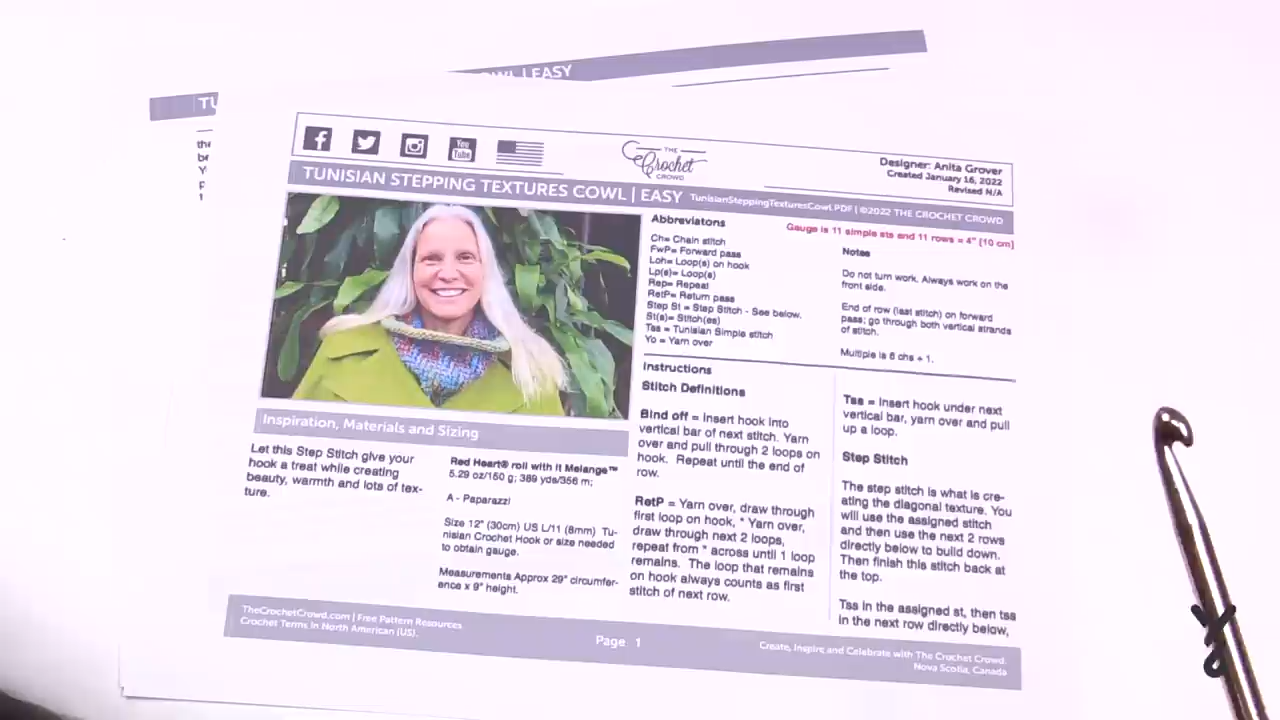 OWL | EASY
TU
the
be
Y
1
f
You
Tube
THE
Crochet
CROWD
Designer: Anita Grover
Created January 16, 2022
Revised N/A
TUNISIAN STEPPING TEXTURES COWL | EASY
TunisianSteppingTexturesCowl.PDF | ©2022 THE CROCHET CROWD
Gauge is 11 simple sts and 11 rows = 4" [10 cm]
Abbreviatons
Ch= Chain stitch
FwP= Forward pass
Loh= Loop(s) on hook
Lp(s)= Loop(s)
Rep= Repeat
RetP= Return pass
Step St = Step Stitch - See below.
St(s)= Stitch(es)
Tss = Tunisian Simple stitch
Yo = Yarn over
Notes
Do not turn work. Always work on the
front side.
End of row (last stitch) on forward
pass; go through both vertical strands
of stitch.
Multiple is 6 chs + 1.
Inspiration, Materials and Sizing
Let this Step Stitch give your
hook a treat while creating
beauty, warmth and lots of tex-
ture.
Red Heart® roll with it Melange™
5.29 oz/150 g; 389 yds/356 m;
A - Paparazzi
Size 12" (30cm) US L/11 (8mm) Tu-
nisian Crochet Hook or size needed
to obtain gauge.
Measurements Approx 29" circumfer-
ence x 9" height.
Instructions
Stitch Definitions
Bind off = Insert hook into
vertical bar of next stitch. Yarn
over and pull through 2 loops on
hook. Repeat until the end of
row.
RetP = Yarn over, draw through
first loop on hook, * Yarn over,
draw through next 2 loops,
repeat from * across until 1 loop
remains. The loop that remains
on hook always counts as first
stitch of next row.
Tss = Insert hook under next
vertical bar, yarn over and pull
up a loop.
Step Stitch
The step stitch is what is cre-
ating the diagonal texture. You
will use the assigned stitch
and then use the next 2 rows
directly below to build down.
Then finish this stitch back at
the top.
Tss in the assigned st, then tss
in the next row directly below,
TheCrochetCrowd.com | Free Pattern Resources
Crochet Terms in North American (US).
Page 1
Create, Inspire and Celebrate with The Crochet Crowd.
Nova Scotia, Canada